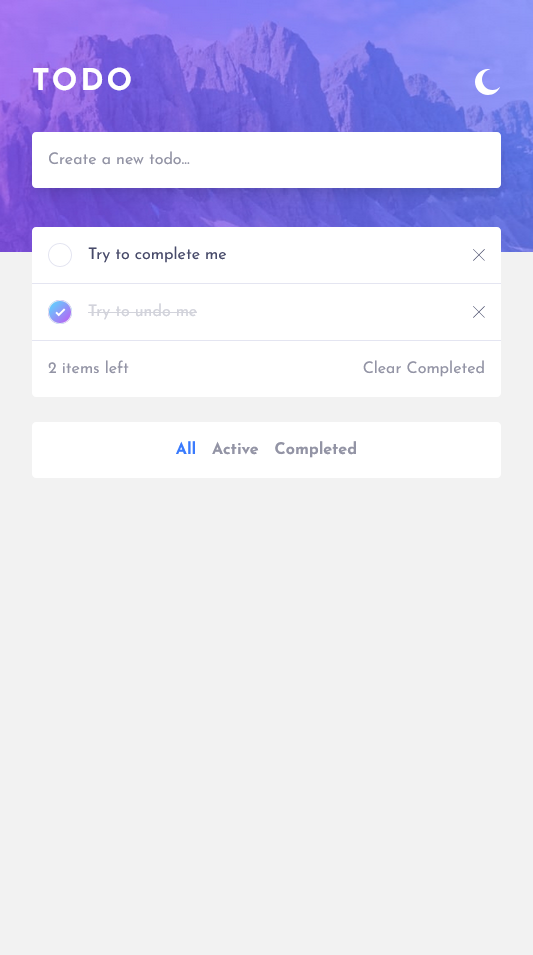 TODO
Create a new todo...
Try to complete me
Try to undo me
2 items left Clear Completed
All Active Completed